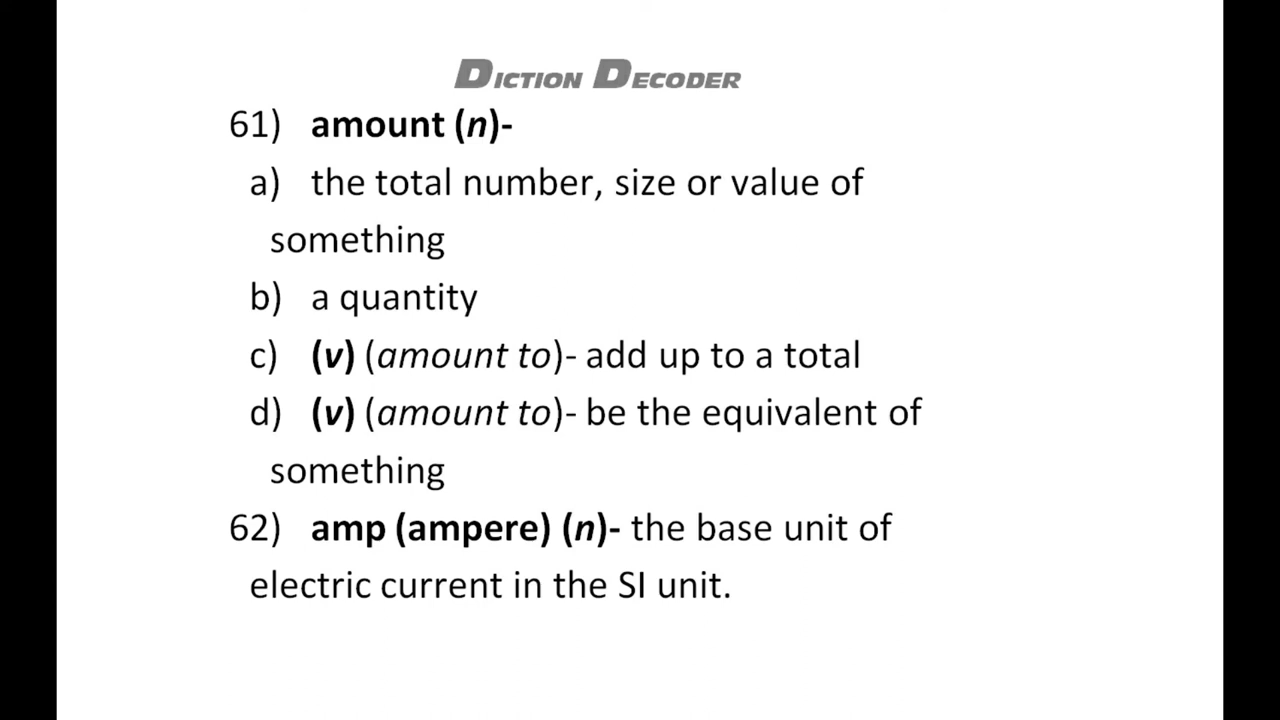 DICTION DECODER
61) amount (n)-
a) the total number, size or value of
something
b) a quantity
c) (v) (amount to)- add up to a total
d) (v) (amount to)- be the equivalent of
something
62) amp (ampere) (n)- the base unit of
electric current in the SI unit.